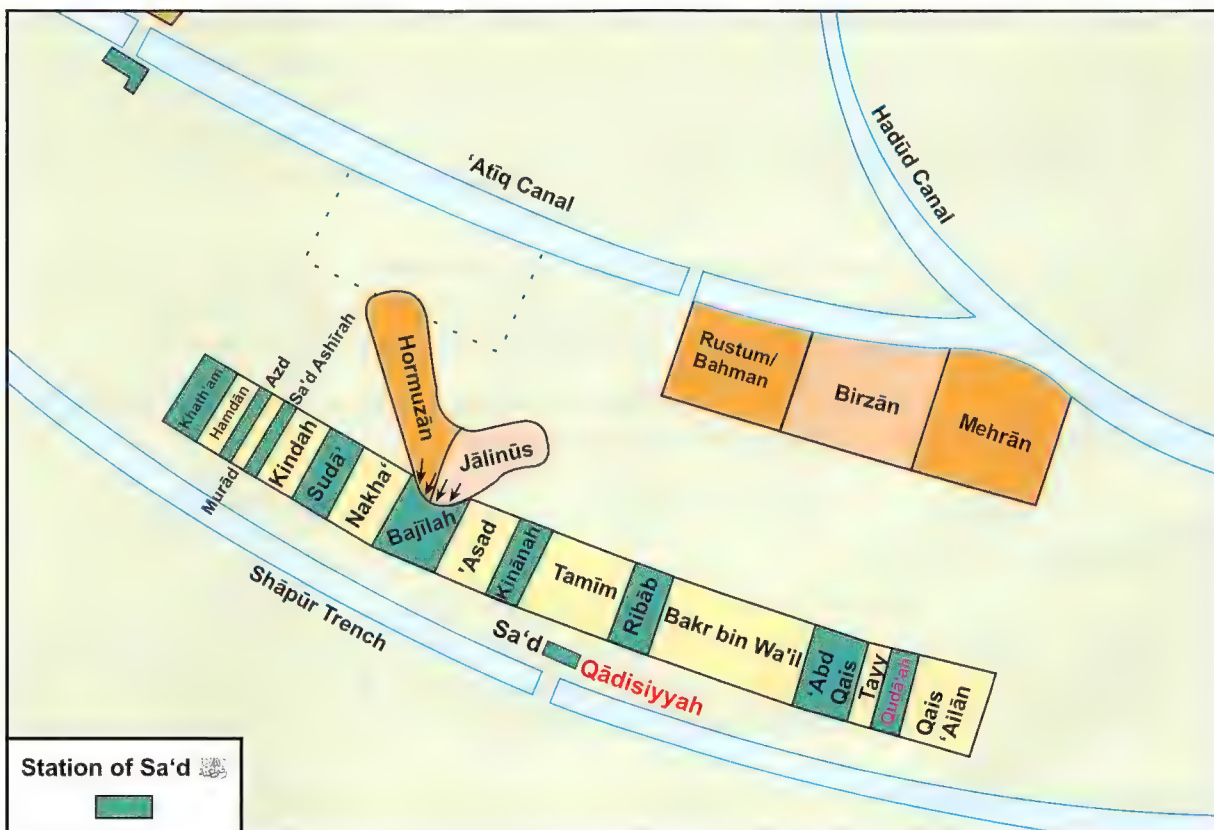 'Atīq Canal
Hadūd Canal
Rustum/
Bahman
Birzān
Mehrān
Hormuzān
Jālinūs
Khath'am
Hamdān
Murād
Azd
Sa'd Ashīrah
Kindah
Sudā'
Nakha'
Bajīlah
'Asad
Kinānah
Tamīm
Ribāb
Bakr bin Wa'il
'Abd
Qais
Tayy
Qudā'ah
Qais
'Ailān
Sa'd
Qādisiyyah
Shāpūr Trench
Station of Sa'd